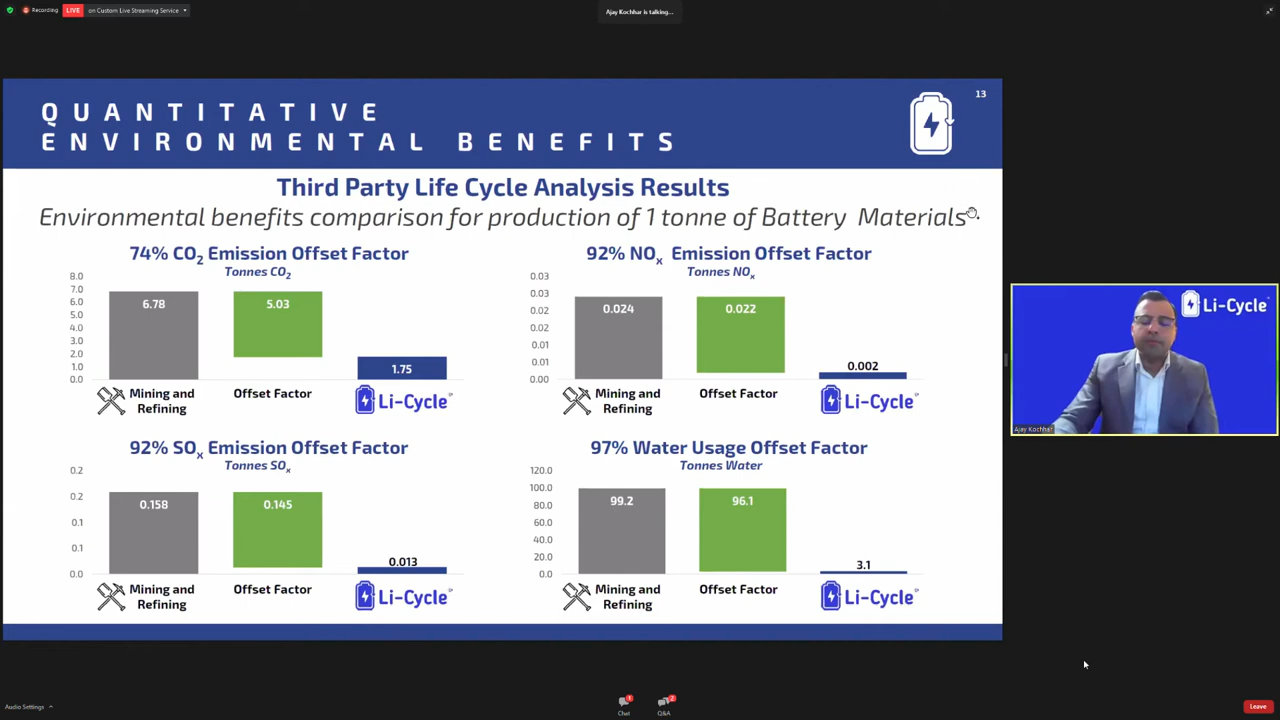 Recording
LIVE
on Custom Live Streaming Service
Ajay Kochhar is talking...
QUANTITATIVE
ENVIRONMENTAL BENEFITS
13
Third Party Life Cycle Analysis Results
Environmental benefits comparison for production of 1 tonne of Battery Materials
74% CO2 Emission Offset Factor
Tonnes CO2
8.0
7.0
6.0
5.0
4.0
3.0
2.0
1.0
0.0
6.78
5.03
1.75
Mining and
Refining
Offset Factor
Li-Cycle
92% NOx Emission Offset Factor
Tonnes NOx
0.03
0.03
0.02
0.02
0.01
0.01
0.00
0.024
0.022
0.002
Mining and
Refining
Offset Factor
Li-Cycle
92% SOx Emission Offset Factor
Tonnes SOx
0.2
0.2
0.1
0.1
0.0
0.158
0.145
0.013
Mining and
Refining
Offset Factor
Li-Cycle
97% Water Usage Offset Factor
Tonnes Water
120.0
100.0
80.0
60.0
40.0
20.0
0.0
99.2
96.1
3.1
Mining and
Refining
Offset Factor
Li-Cycle
Li-Cycle
Ajay Kochhar
Audio Settings
1
Chat
2
Q&A
Leave